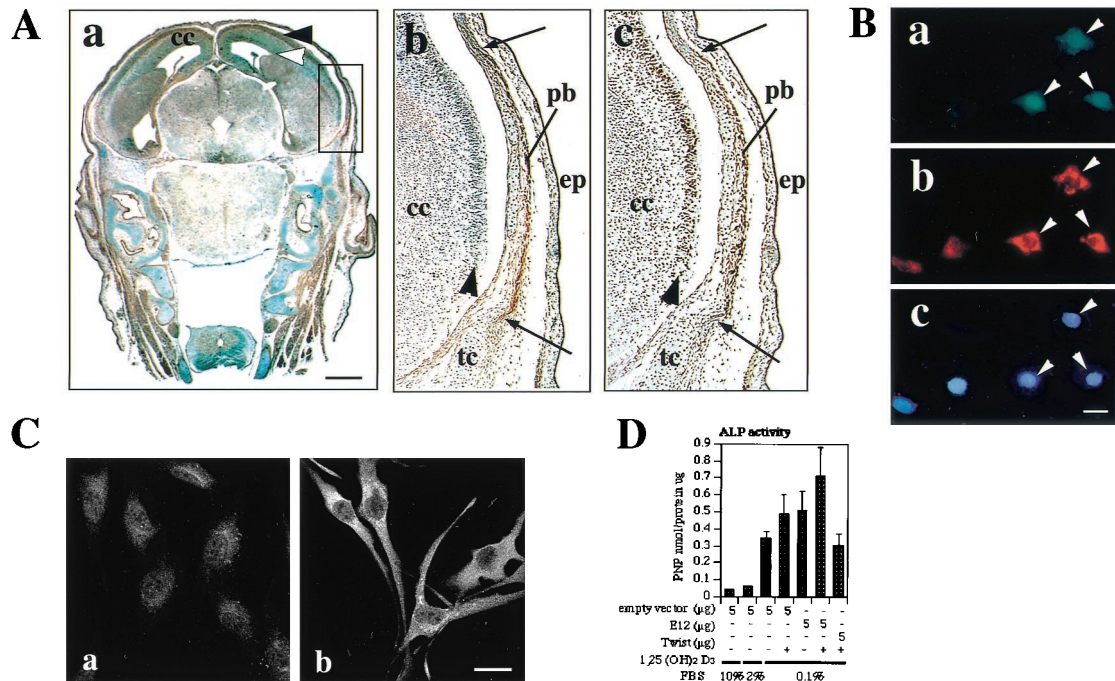 A
a
cc
b
pb
ep
cc
tc
c
pb
ep
cc
tc
B
a
b
c
C
a
b
D
ALP activity
PNP nmol/protein ug
0.9
0.8
0.7
0.6
0.5
0.4
0.3
0.2
0.1
0
empty vector (µg) 5 5 5 5 - - -
E12 (µg) - - - - 5 5 -
Twist (µg) - - - - - - 5
1,25 (OH)2 D3 - - - + - + +
FBS 10% 2% 0.1%